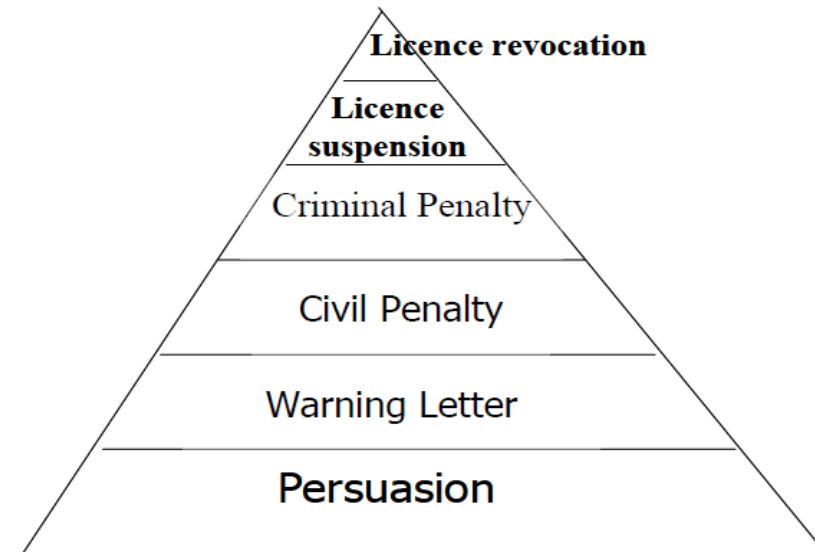 Licence revocation
Licence
suspension
Criminal Penalty
Civil Penalty
Warning Letter
Persuasion